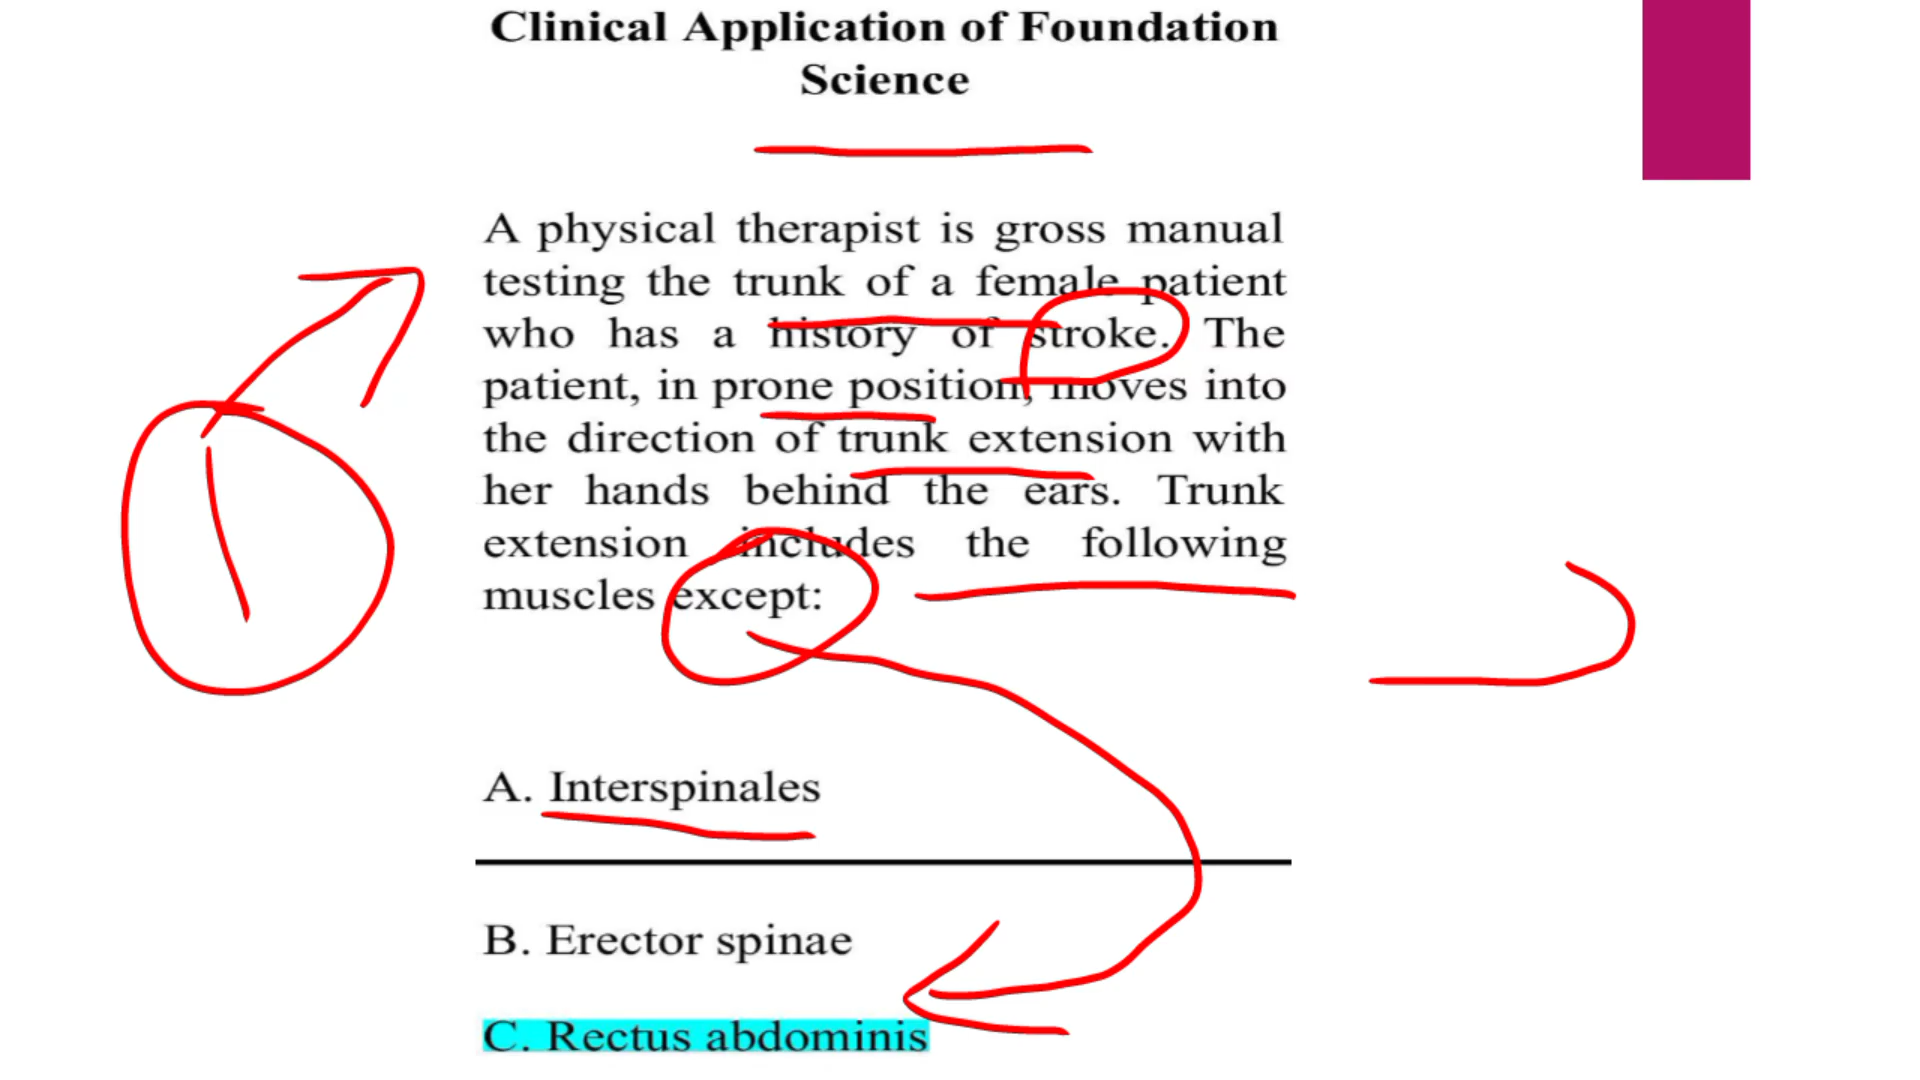 Clinical Application of Foundation
Science
A physical therapist is gross manual
testing the trunk of a female patient
who has a history of stroke. The
patient, in prone position, moves into
the direction of trunk extension with
her hands behind the ears. Trunk
extension includes the following
muscles except:
A. Interspinales
B. Erector spinae
C. Rectus abdominis